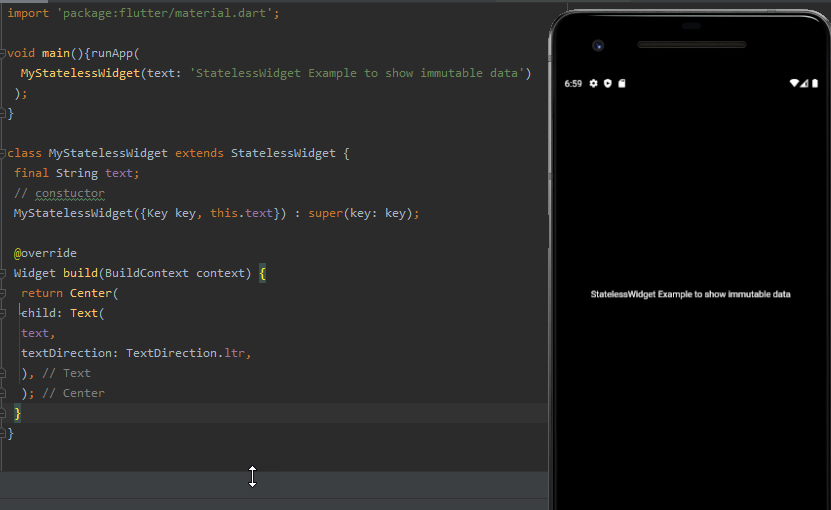 import 'package:flutter/material.dart';
void main(){runApp(
MyStatelessWidget(text: 'StatelessWidget Example to show immutable data')
);
}
class MyStatelessWidget extends StatelessWidget {
final String text;
// constuctor
MyStatelessWidget({Key key, this.text}) : super(key: key);
@override
Widget build(BuildContext context) {
return Center(
child: Text(
text,
textDirection: TextDirection.ltr,
), // Text
); // Center
}
}
6:59
StatelessWidget Example to show immutable data